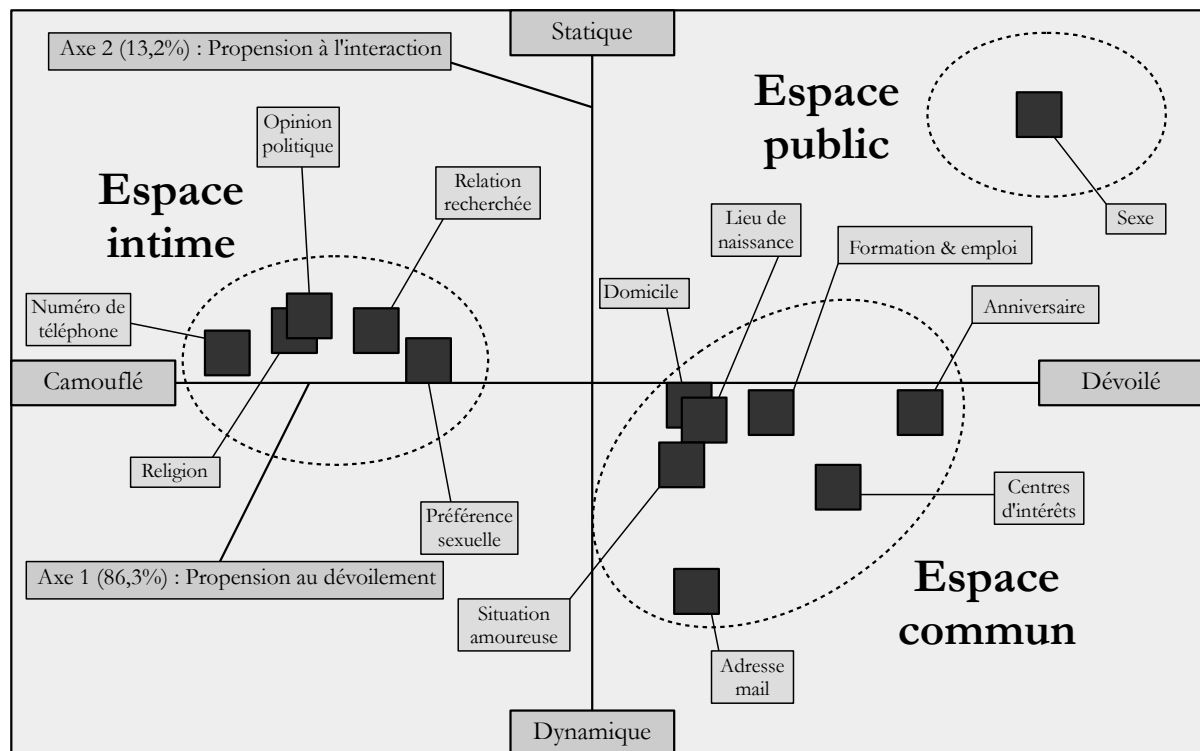 Statique
Axe 2 (13,2%) : Propension à l'interaction
Espace
public
Opinion
politique
Espace
intime
Relation
recherchée
Lieu de
naissance
Sexe
Formation & emploi
Domicile
Numéro de
téléphone
Anniversaire
Camouflé
Dévoilé
Religion
Préférence
sexuelle
Centres
d'intérêts
Axe 1 (86,3%) : Propension au dévoilement
Espace
commun
Situation
amoureuse
Adresse
mail
Dynamique